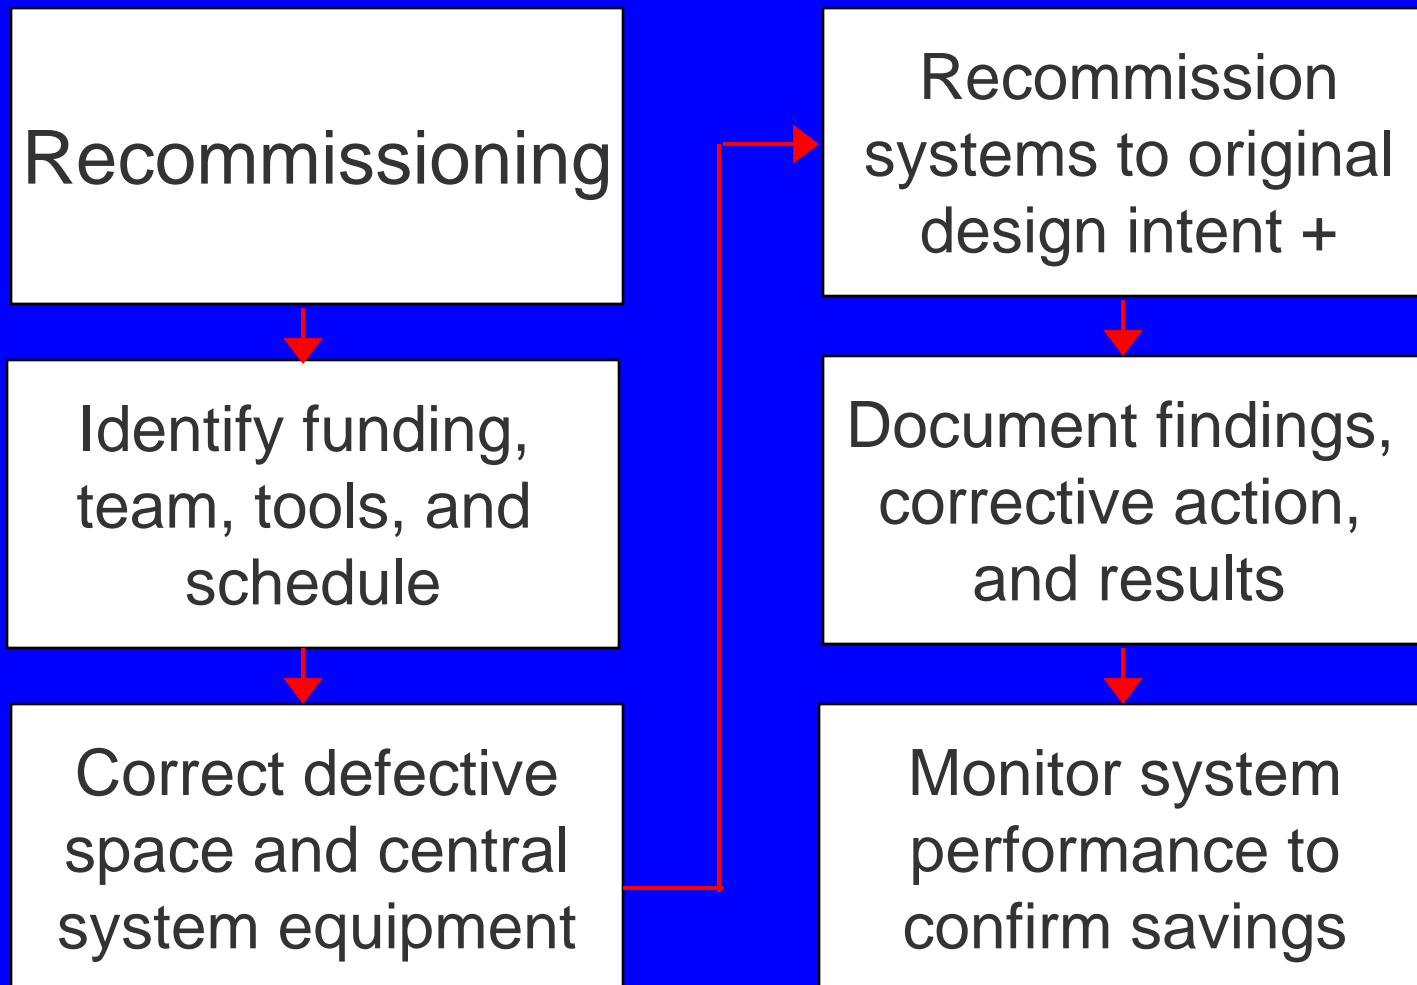 Recommissioning
Identify funding,
team, tools, and
schedule
Correct defective
space and central
system equipment
Recommission
systems to original
design intent +
Document findings,
corrective action,
and results
Monitor system
performance to
confirm savings